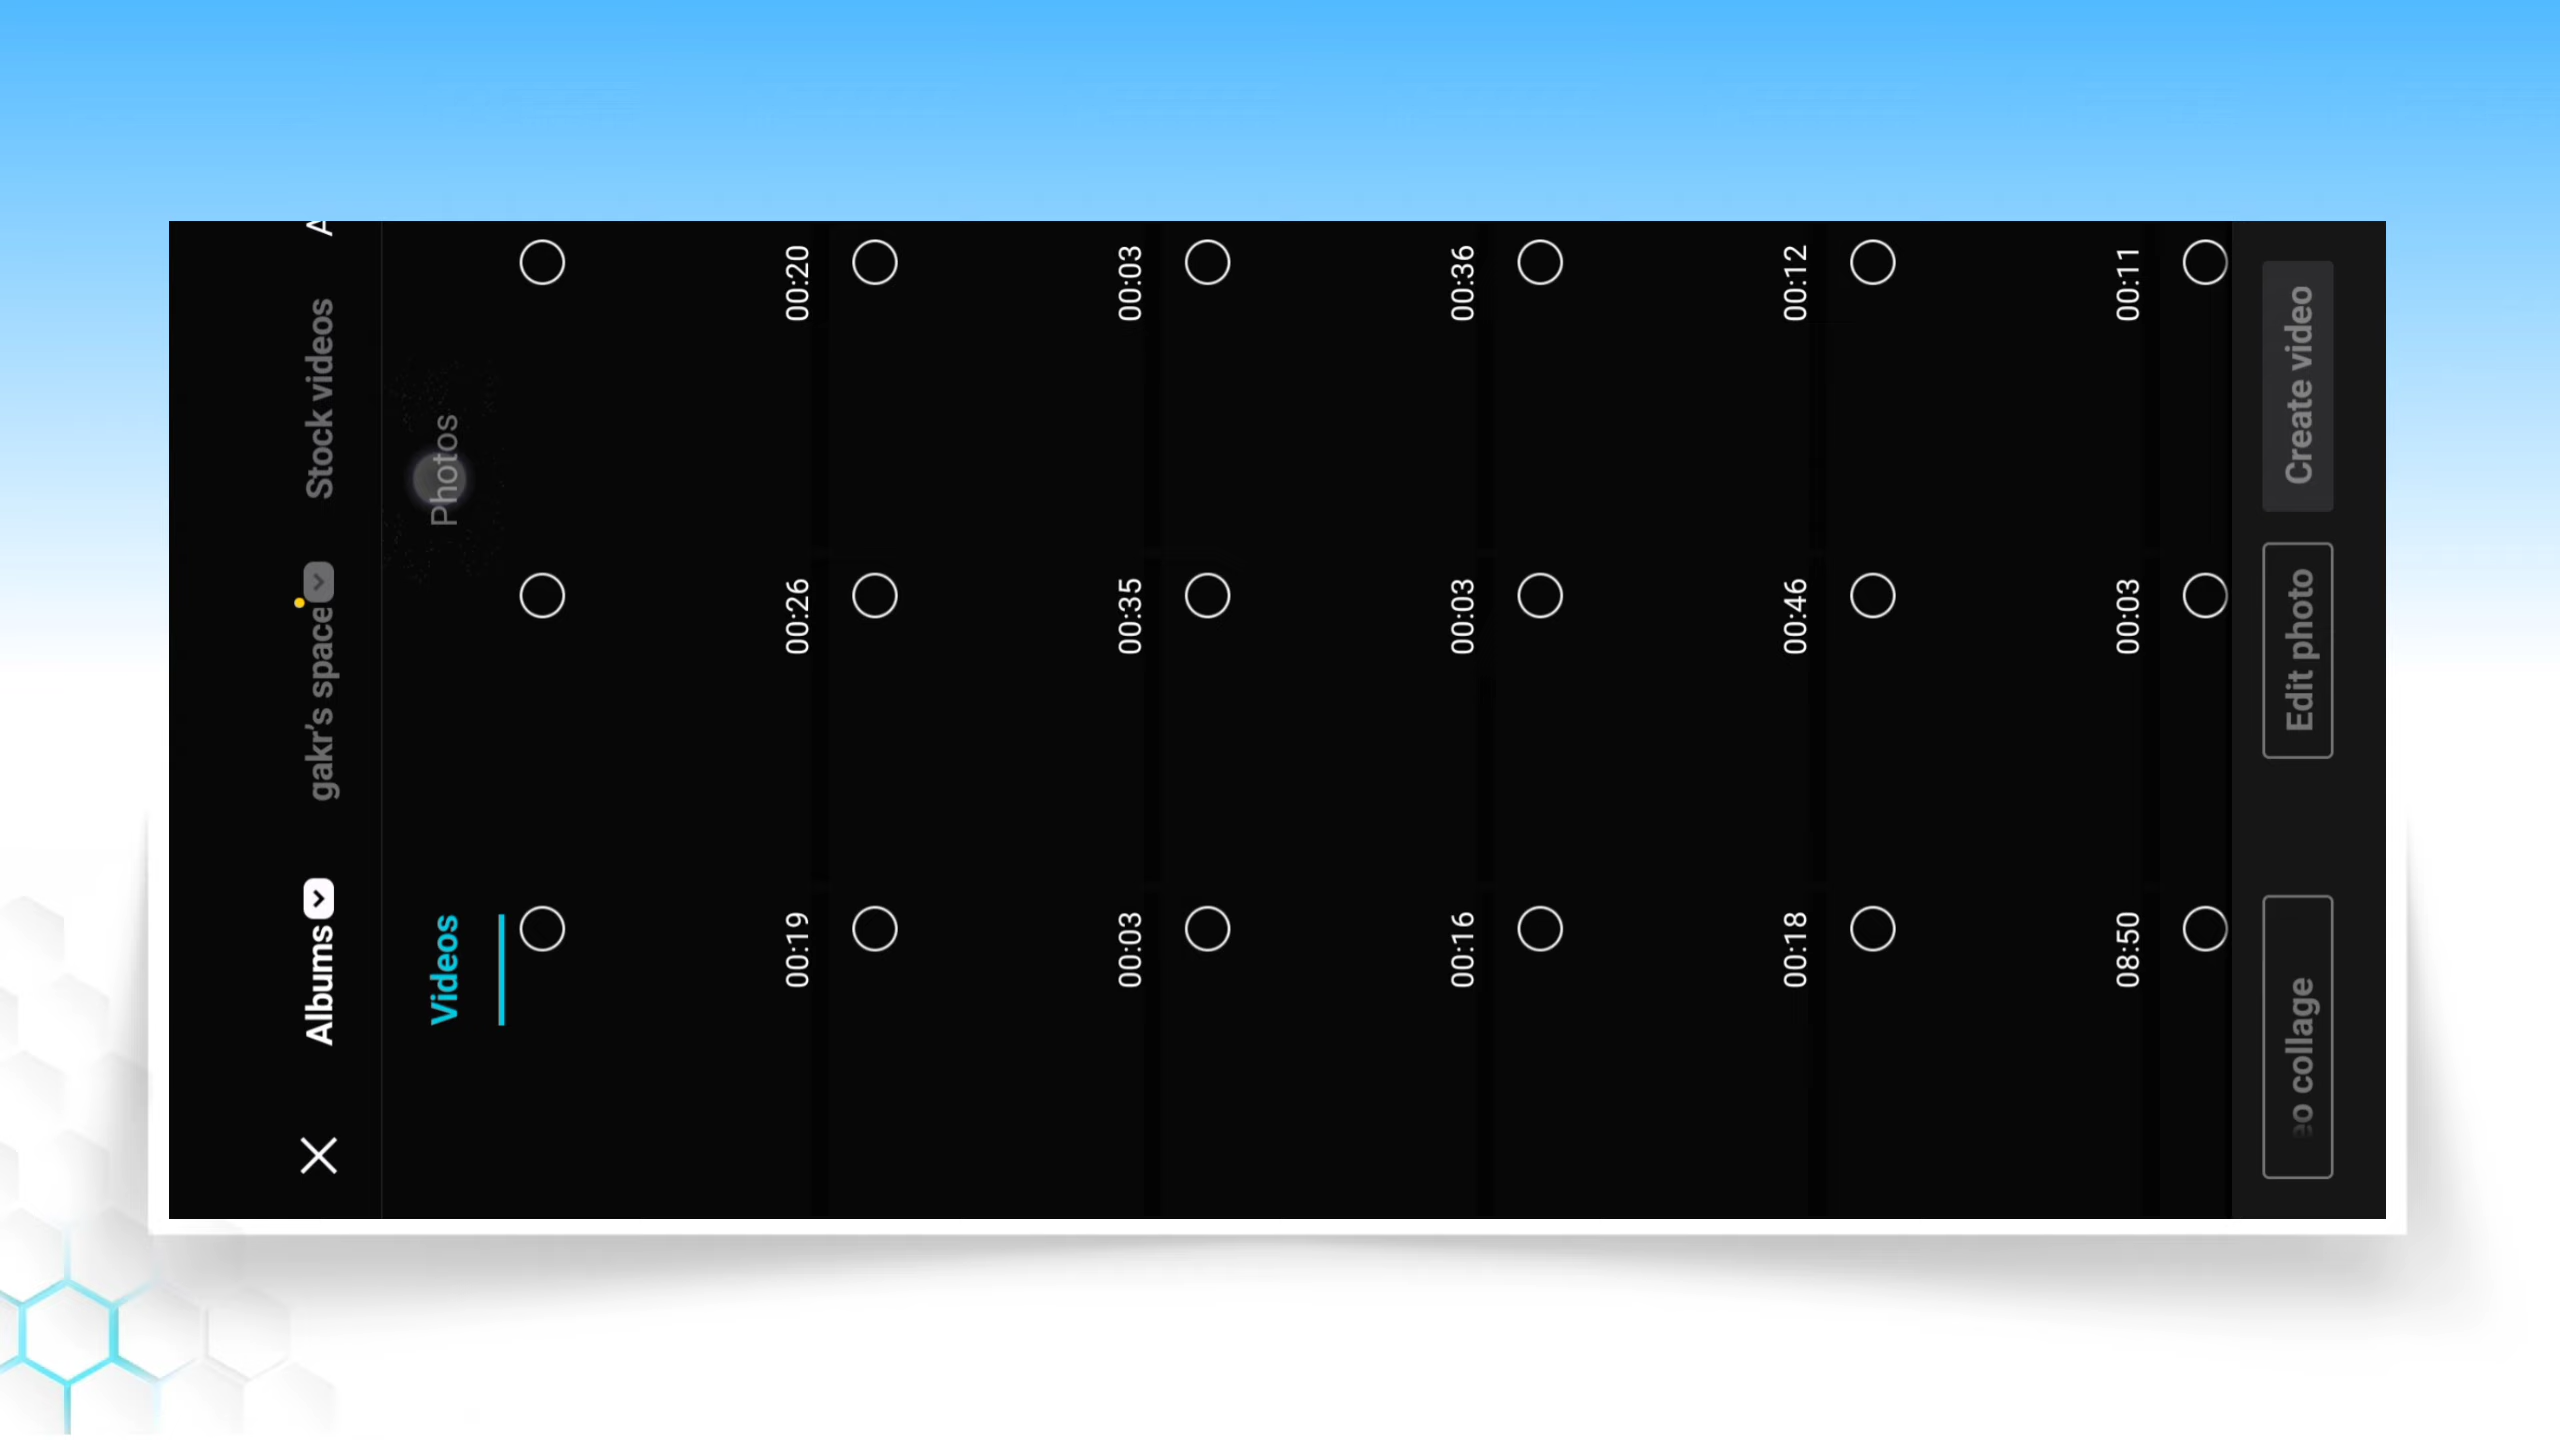 Albums
gakr's space
Stock videos
Videos
Photos
00:19
00:26
00:20
00:03
00:35
00:03
00:16
00:03
00:36
00:18
00:46
00:12
08:50
00:03
00:11
eo collage
Edit photo
Create video